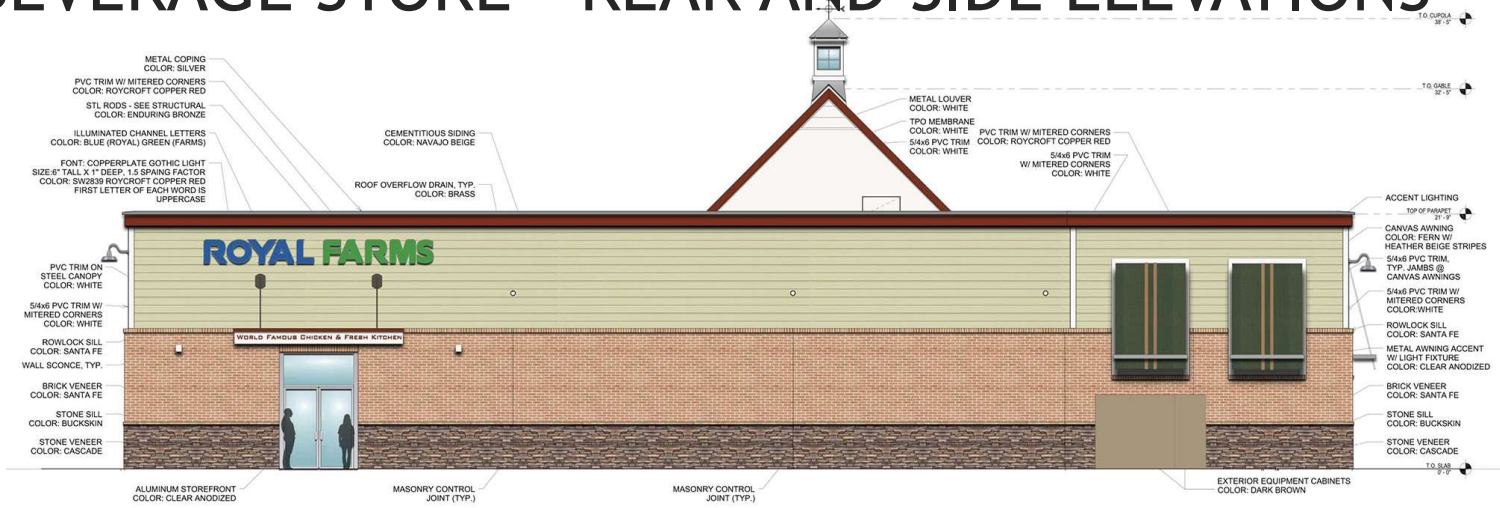 BEVERAGE STORE - REAR AND SIDE ELEVATIONS
T.O. CUPOLA
38' - 5"
T.O. GABLE
32' - 5"
METAL COPING
COLOR: SILVER
PVC TRIM W/ MITERED CORNERS
COLOR: ROYCROFT COPPER RED
STL RODS - SEE STRUCTURAL
COLOR: ENDURING BRONZE
ILLUMINATED CHANNEL LETTERS
COLOR: BLUE (ROYAL) GREEN (FARMS)
FONT: COPPERPLATE GOTHIC LIGHT
SIZE:6" TALL X 1" DEEP, 1.5 SPAING FACTOR
COLOR: SW2839 ROYCROFT COPPER RED
FIRST LETTER OF EACH WORD IS
UPPERCASE
CEMENTITIOUS SIDING
COLOR: NAVAJO BEIGE
ROOF OVERFLOW DRAIN, TYP.
COLOR: BRASS
METAL LOUVER
COLOR: WHITE
TPO MEMBRANE
COLOR: WHITE
5/4x6 PVC TRIM
COLOR: WHITE
PVC TRIM W/ MITERED CORNERS
COLOR: ROYCROFT COPPER RED
5/4x6 PVC TRIM
W/ MITERED CORNERS
COLOR: WHITE
ACCENT LIGHTING
TOP OF PARAPET
21' - 9"
CANVAS AWNING
COLOR: FERN W/
HEATHER BEIGE STRIPES
5/4x6 PVC TRIM,
TYP. JAMBS @
CANVAS AWNINGS
5/4x6 PVC TRIM W/
MITERED CORNERS
COLOR:WHITE
ROWLOCK SILL
COLOR: SANTA FE
METAL AWNING ACCENT
W/ LIGHT FIXTURE
COLOR: CLEAR ANODIZED
BRICK VENEER
COLOR: SANTA FE
STONE SILL
COLOR: BUCKSKIN
STONE VENEER
COLOR: CASCADE
T.O. SLAB
0' - 0"
ROYAL FARMS
WORLD FAMOUS CHICKEN & FRESH KITCHEN
PVC TRIM ON
STEEL CANOPY
COLOR: WHITE
5/4x6 PVC TRIM W/
MITERED CORNERS
COLOR: WHITE
ROWLOCK SILL
COLOR: SANTA FE
WALL SCONCE, TYP.
BRICK VENEER
COLOR: SANTA FE
STONE SILL
COLOR: BUCKSKIN
STONE VENEER
COLOR: CASCADE
ALUMINUM STOREFRONT
COLOR: CLEAR ANODIZED
MASONRY CONTROL
JOINT (TYP.)
MASONRY CONTROL
JOINT (TYP.)
EXTERIOR EQUIPMENT CABINETS
COLOR: DARK BROWN